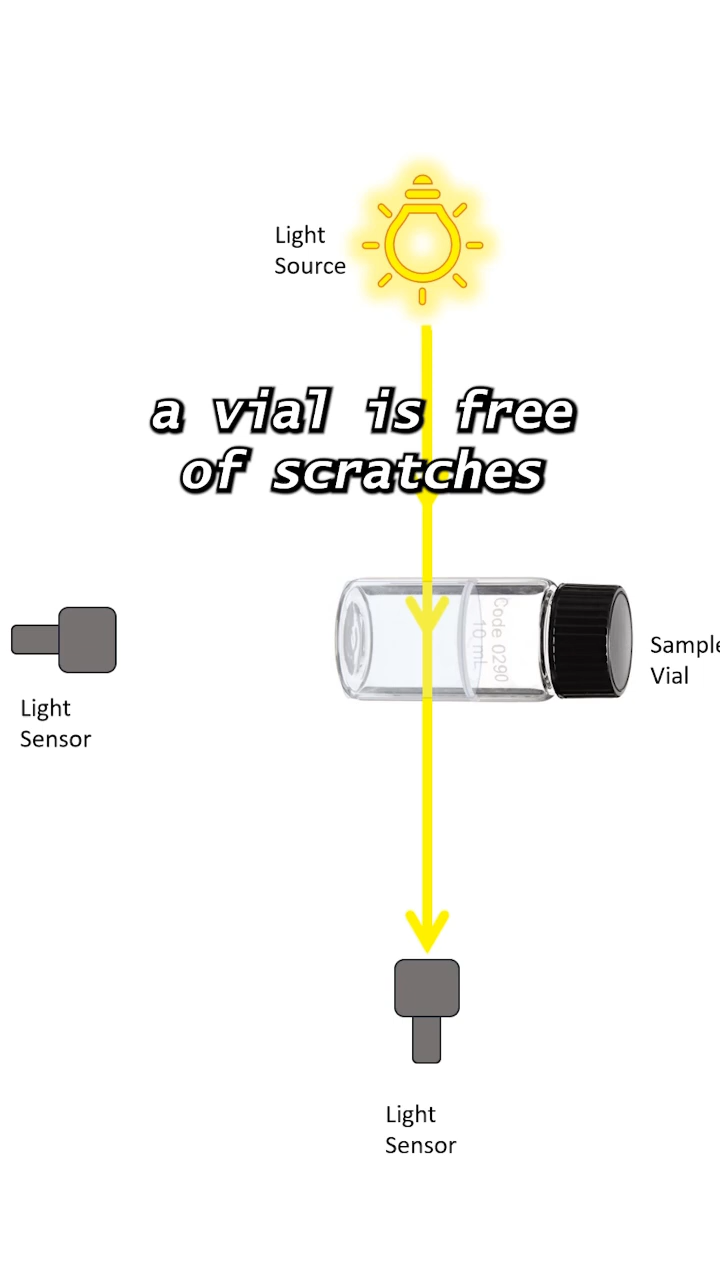 Light
Source
a vial is free
of scratches
Code 0290
10 mL
Sample
Vial
Light
Sensor
Light
Sensor